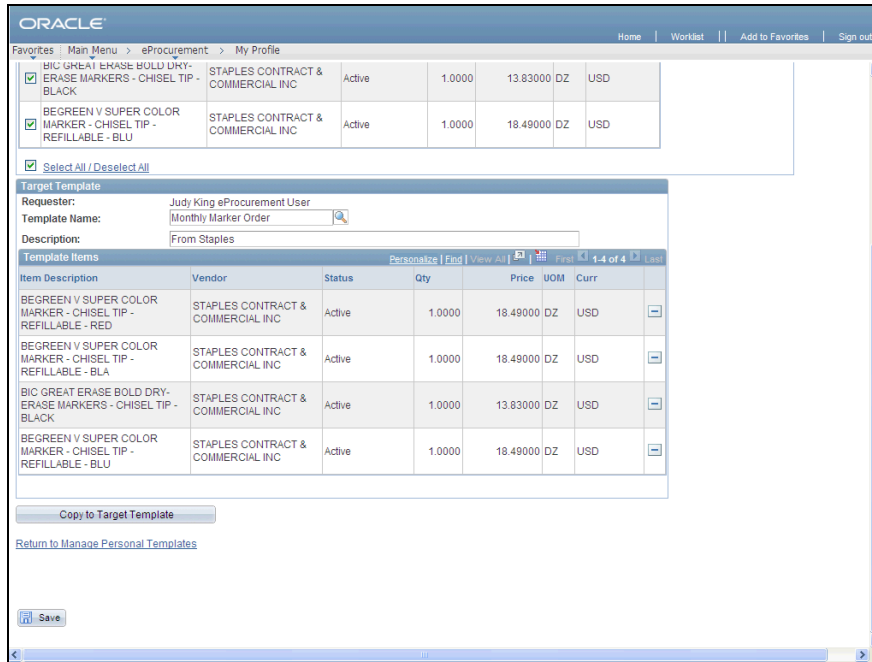 ORACLE
Home | Worklist || Add to Favorites | Sign out
Favorites | Main Menu > eProcurement > My Profile
BIC GREAT ERASE BOLD DRY-
ERASE MARKERS - CHISEL TIP -
BLACK
STAPLES CONTRACT &
COMMERCIAL INC
Active 1.0000 13.83000 DZ USD
BEGREEN V SUPER COLOR
MARKER - CHISEL TIP -
REFILLABLE - BLU
STAPLES CONTRACT &
COMMERCIAL INC
Active 1.0000 18.49000 DZ USD
Select All / Deselect All
Target Template
Requester: Judy King eProcurement User
Template Name: Monthly Marker Order
Description: From Staples
Template Items Personalize | Find | View All | | First 1-4 of 4 Last
Item Description Vendor Status Qty Price UOM Curr
BEGREEN V SUPER COLOR
MARKER - CHISEL TIP -
REFILLABLE - RED
STAPLES CONTRACT &
COMMERCIAL INC
Active 1.0000 18.49000 DZ USD
BEGREEN V SUPER COLOR
MARKER - CHISEL TIP -
REFILLABLE - BLA
STAPLES CONTRACT &
COMMERCIAL INC
Active 1.0000 18.49000 DZ USD
BIC GREAT ERASE BOLD DRY-
ERASE MARKERS - CHISEL TIP -
BLACK
STAPLES CONTRACT &
COMMERCIAL INC
Active 1.0000 13.83000 DZ USD
BEGREEN V SUPER COLOR
MARKER - CHISEL TIP -
REFILLABLE - BLU
STAPLES CONTRACT &
COMMERCIAL INC
Active 1.0000 18.49000 DZ USD
Copy to Target Template
Return to Manage Personal Templates
Save